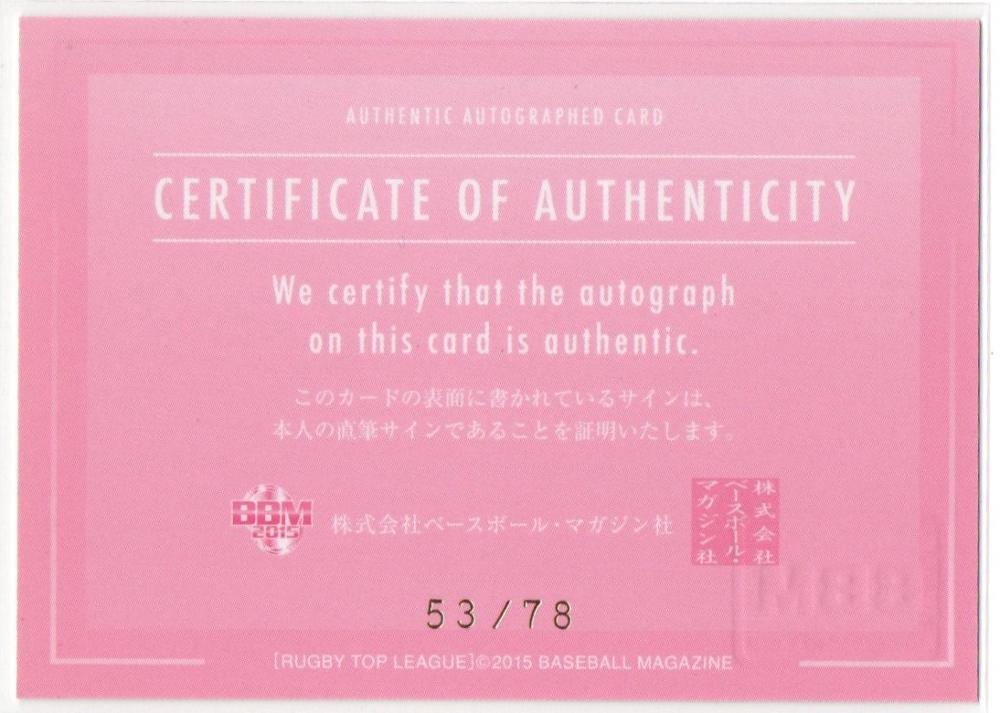 AUTHENTIC AUTOGRAPHED CARD
CERTIFICATE OF AUTHENTICITY
We certify that the autograph
on this card is authentic.
このカードの表面に書かれているサインは、
本人の直筆サインであることを証明いたします。
BBM
2015
株式会社ベースボール・マガジン社
株式会社
ベースボール・
マガジン社
BBM
53/78
[RUGBY TOP LEAGUE]©2015 BASEBALL MAGAZINE